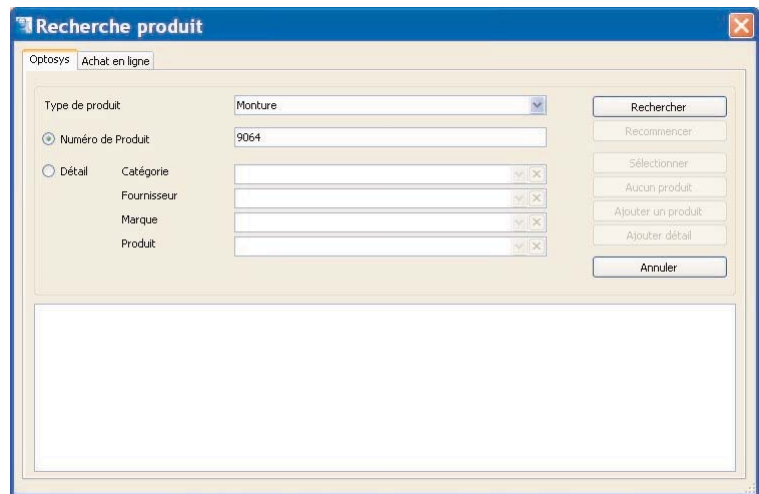 Recherche produit
Optosys
Achat en ligne
Type de produit
Monture
Rechercher
Numéro de Produit
9064
Recommencer
Détail
Catégorie
Sélectionner
Fournisseur
Aucun produit
Marque
Ajouter un produit
Produit
Ajouter détail
Annuler